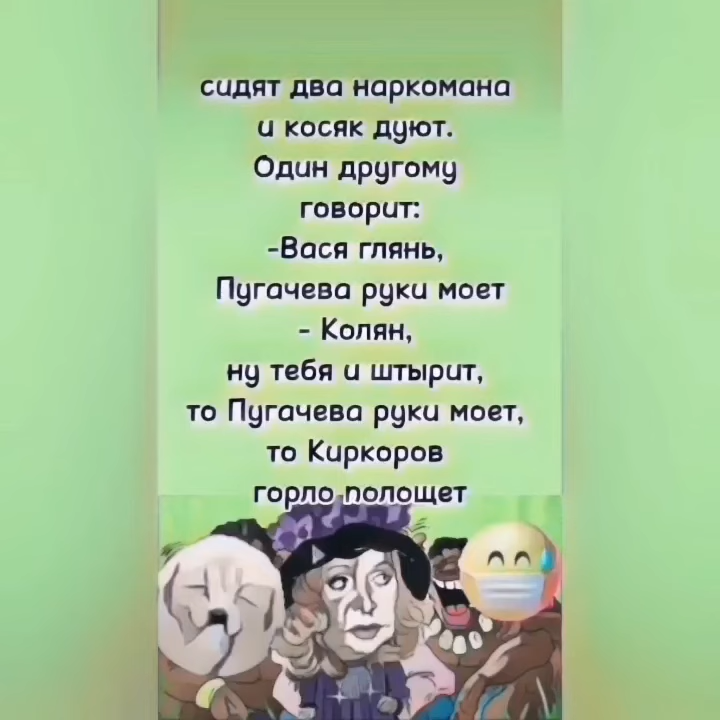 сидят два наркомана
и косяк дуют.
Один другому
говорит:
-Вася глянь,
Пугачева руки моет
- Колян,
ну тебя и штырит,
то Пугачева руки моет,
то Киркоров
горло полощет